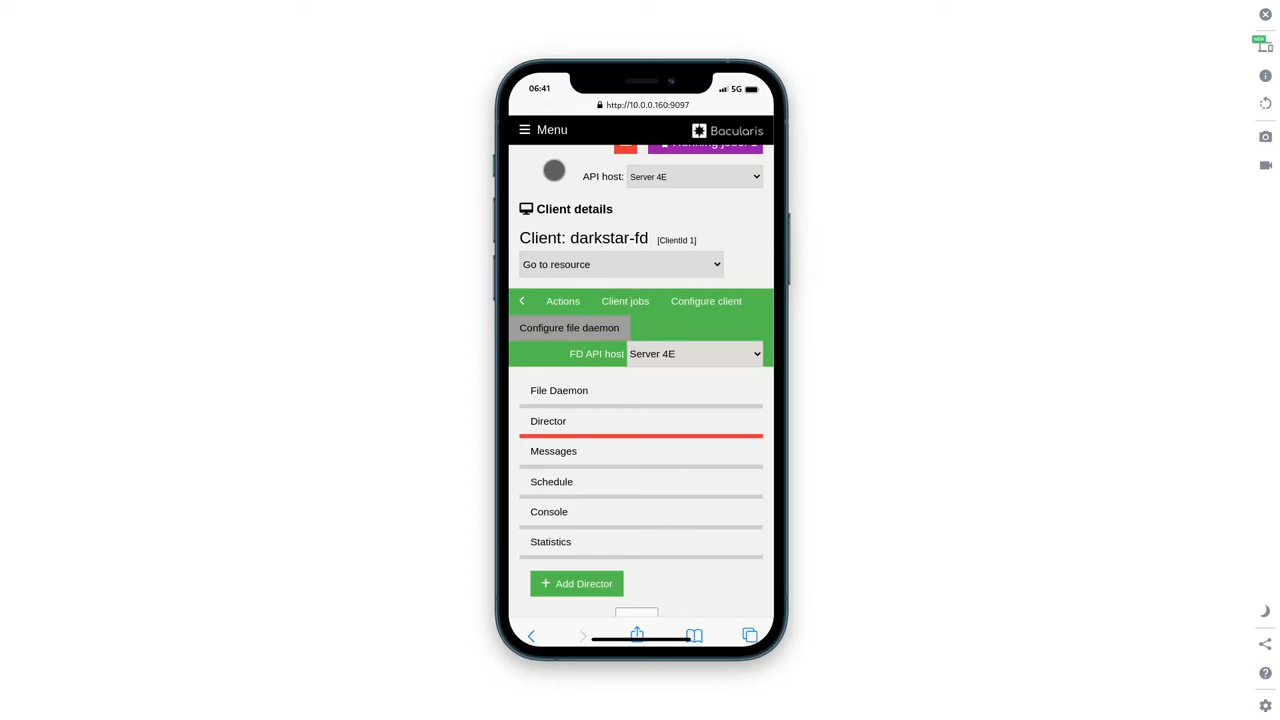 06:41
5G
http://10.0.0.160:9097
Menu
Bacularis
API host: Server 4E
Client details
Client: darkstar-fd [ClientId 1]
Go to resource
Actions Client jobs Configure client
Configure file daemon
FD API host Server 4E
File Daemon
Director
Messages
Schedule
Console
Statistics
+ Add Director
NEW